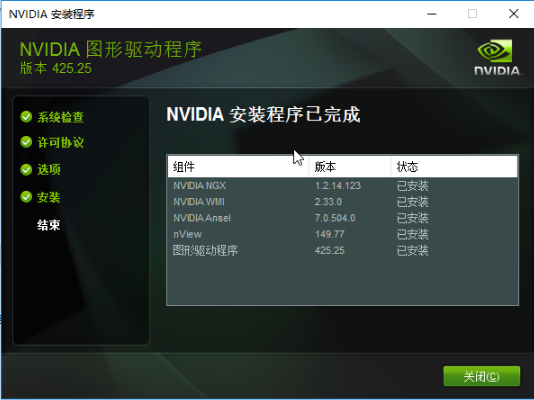 NVIDIA 安装程序
NVIDIA 图形驱动程序
版本 425.25
NVIDIA.
系统检查
许可协议
选项
安装
结束
NVIDIA 安装程序已完成
组件 版本 状态
NVIDIA NGX 1.2.14.123 已安装
NVIDIA WMI 2.33.0 已安装
NVIDIA Ansel 7.0.504.0 已安装
nView 149.77 已安装
图形驱动程序 425.25 已安装
关闭(C)